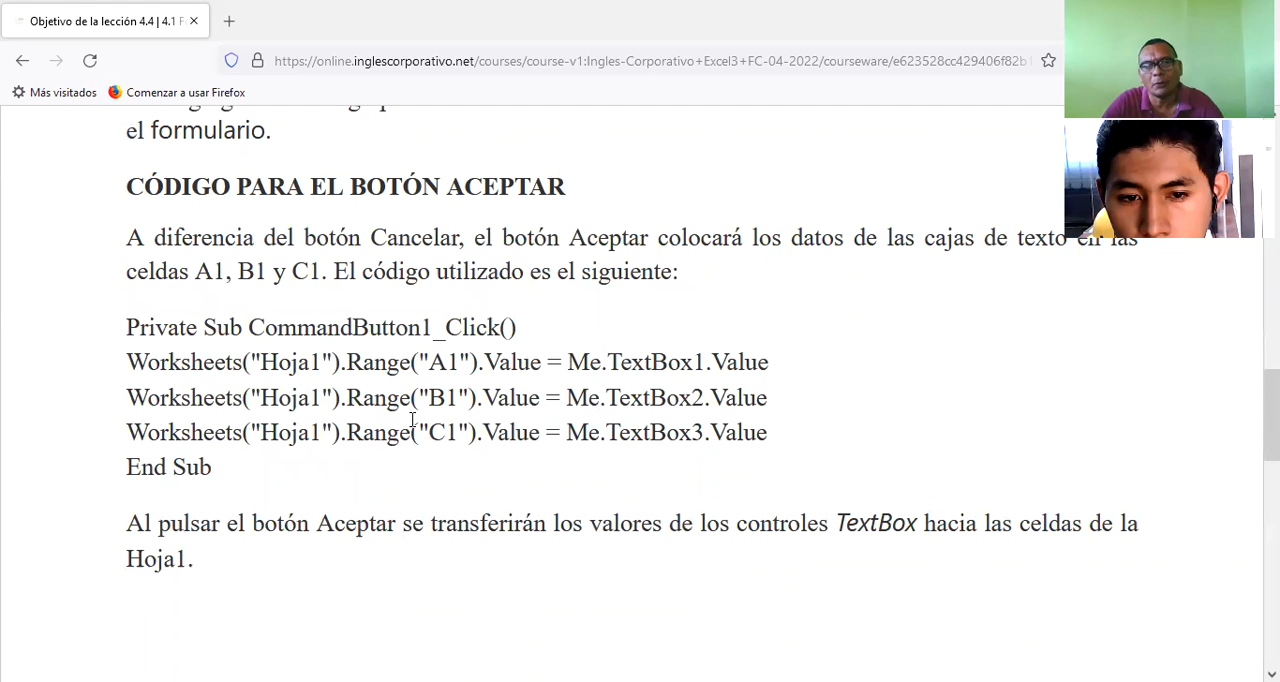 Objetivo de la lección 4.4 | 4.1 F
https://online.inglescorporativo.net/courses/course-v1:Ingles-Corporativo+Excel3+FC-04-2022/courseware/e623528cc429406f82b1
Más visitados Comenzar a usar Firefox
el formulario.
CÓDIGO PARA EL BOTÓN ACEPTAR
A diferencia del botón Cancelar, el botón Aceptar colocará los datos de las cajas de texto en las
celdas A1, B1 y C1. El código utilizado es el siguiente:
Private Sub CommandButton1_Click()
Worksheets("Hoja1").Range("A1").Value = Me.TextBox1.Value
Worksheets("Hoja1").Range("B1").Value = Me.TextBox2.Value
Worksheets("Hoja1").Range("C1").Value = Me.TextBox3.Value
End Sub
Al pulsar el botón Aceptar se transferirán los valores de los controles TextBox hacia las celdas de la
Hoja1.